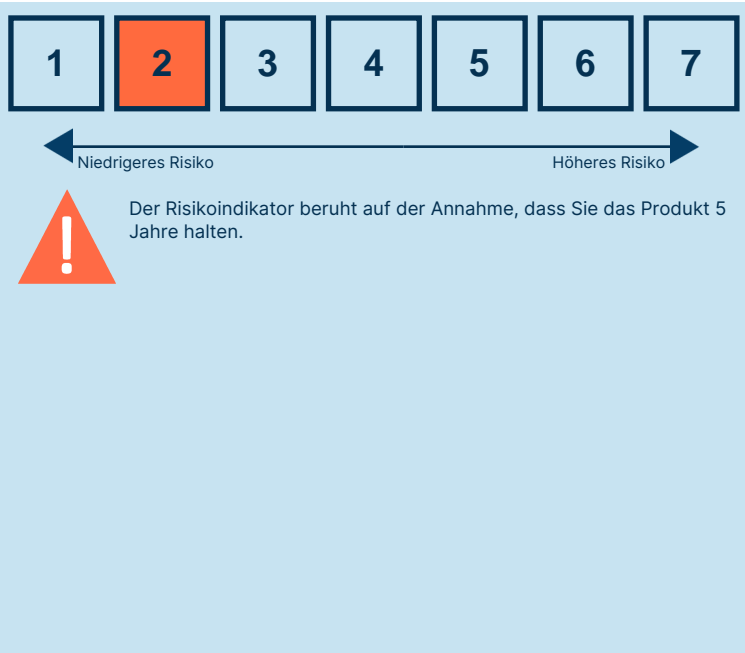 1 2 3 4 5 6 7
Niedrigeres Risiko Höheres Risiko
Der Risikoindikator beruht auf der Annahme, dass Sie das Produkt 5
Jahre halten.